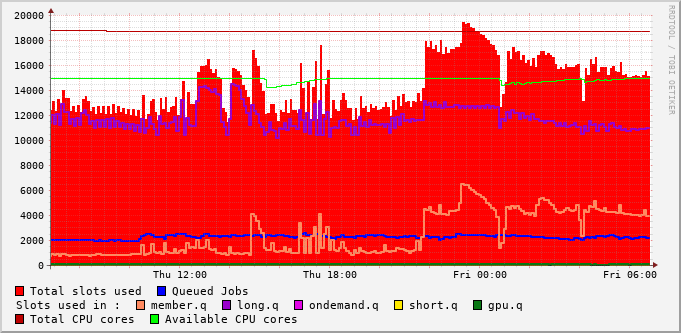 20000
18000
16000
14000
12000
10000
8000
6000
4000
2000
0
Thu 12:00 Thu 18:00 Fri 00:00 Fri 06:00
RRDTOOL / TOBI OETIKER
Total slots used Queued Jobs
Slots used in : member.q long.q ondemand.q short.q gpu.q
Total CPU cores Available CPU cores